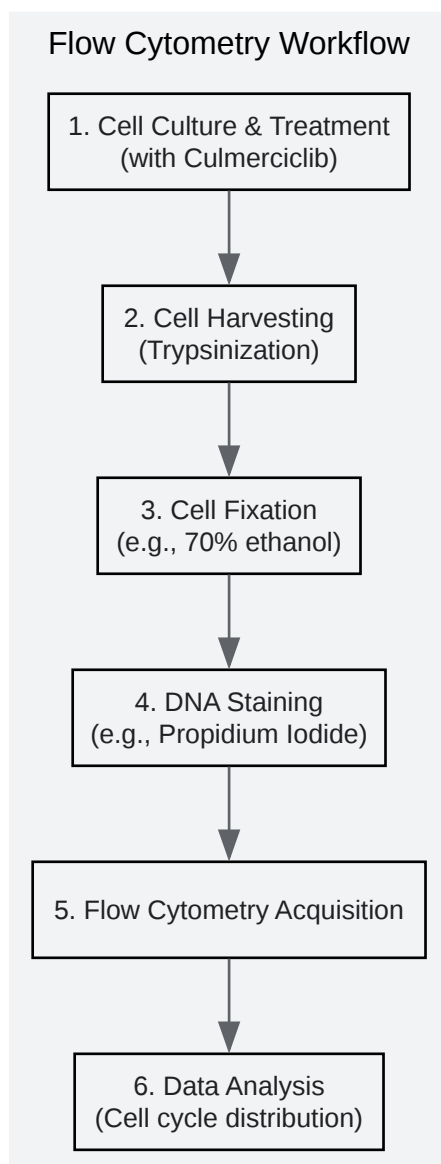 Flow Cytometry Workflow
1. Cell Culture & Treatment
(with Culmerciclib)
2. Cell Harvesting
(Trypsinization)
3. Cell Fixation
(e.g., 70% ethanol)
4. DNA Staining
(e.g., Propidium Iodide)
5. Flow Cytometry Acquisition
6. Data Analysis
(Cell cycle distribution)